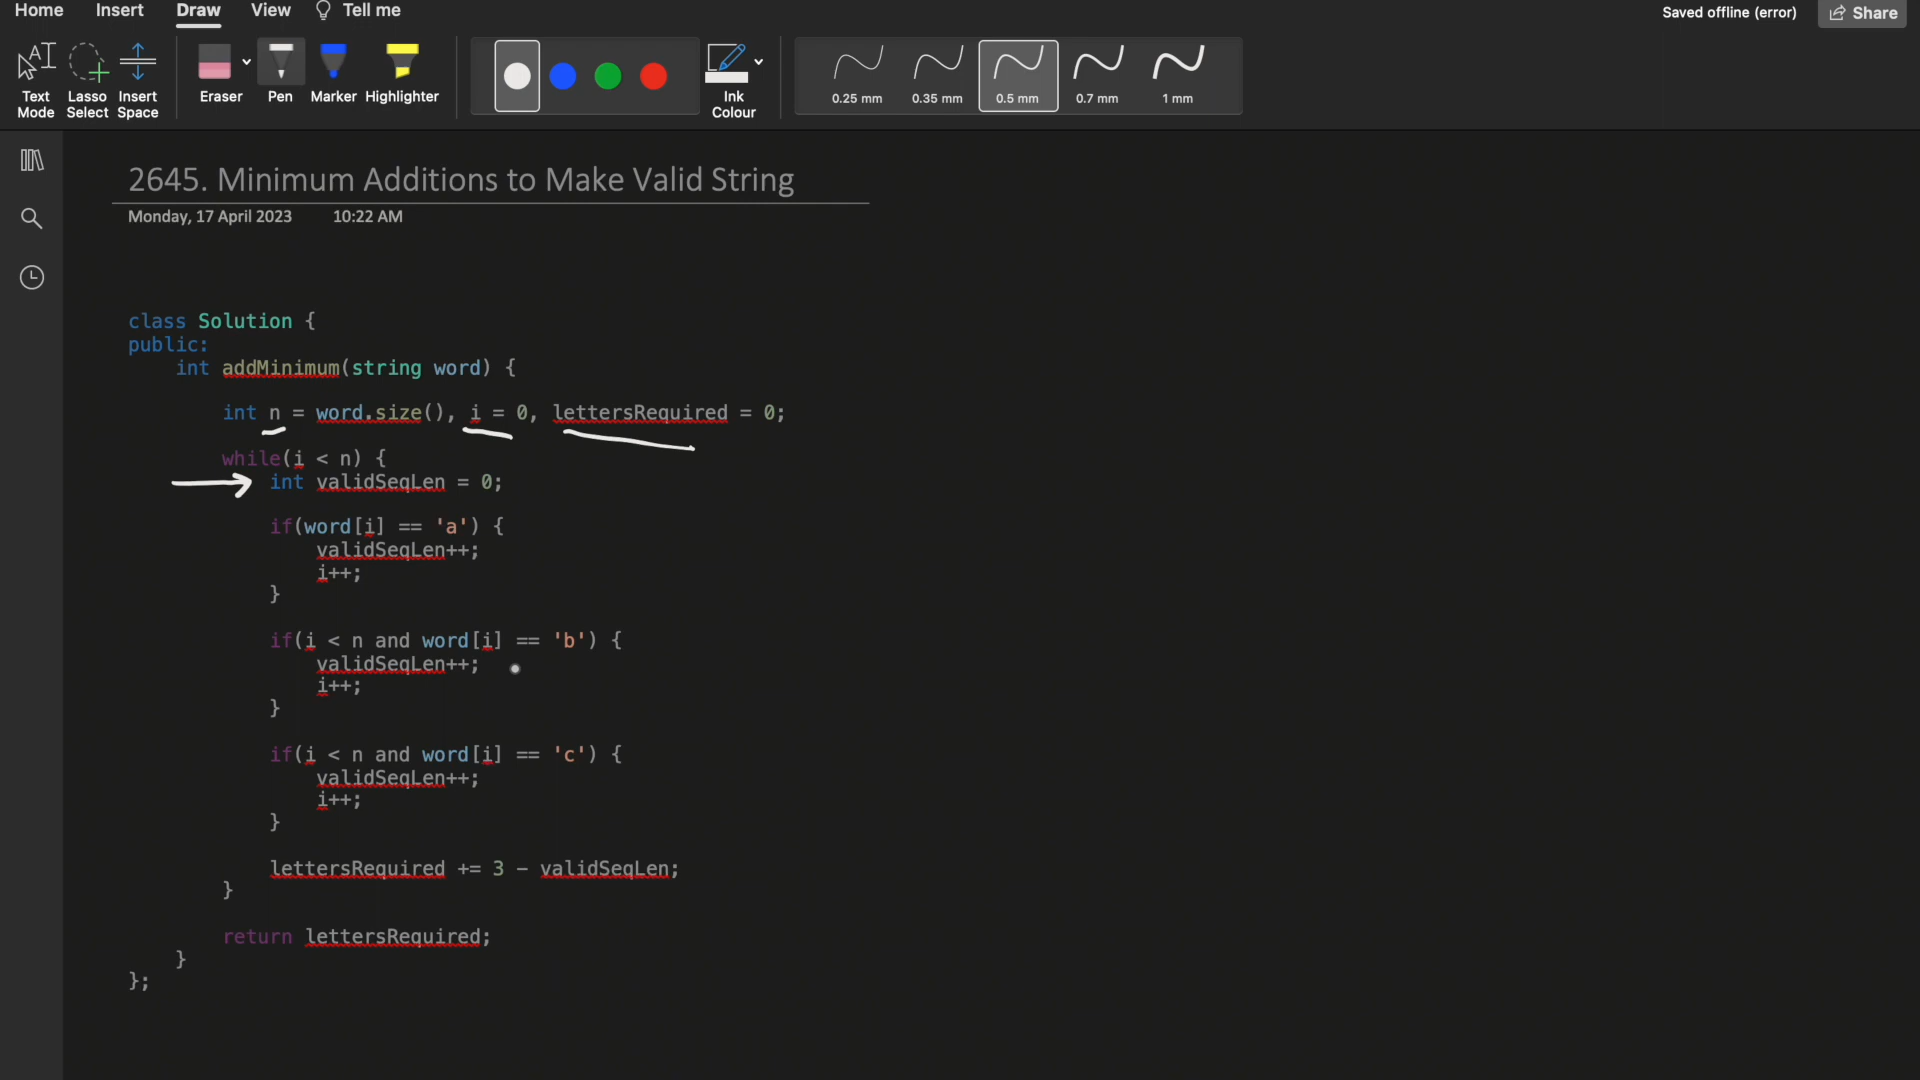 Home Insert Draw View Tell me
Saved offline (error) Share
Text Mode
Lasso Select
Insert Space
Eraser
Pen
Marker
Highlighter
Ink Colour
0.25 mm
0.35 mm
0.5 mm
0.7 mm
1 mm
2645. Minimum Additions to Make Valid String
Monday, 17 April 2023 10:22 AM
class Solution {
public:
int addMinimum(string word) {
int n = word.size(), i = 0, lettersRequired = 0;
while(i < n) {
int validSeqLen = 0;
if(word[i] == 'a') {
validSeqLen++;
i++;
}
if(i < n and word[i] == 'b') {
validSeqLen++;
i++;
}
if(i < n and word[i] == 'c') {
validSeqLen++;
i++;
}
lettersRequired += 3 - validSeqLen;
}
return lettersRequired;
}
};